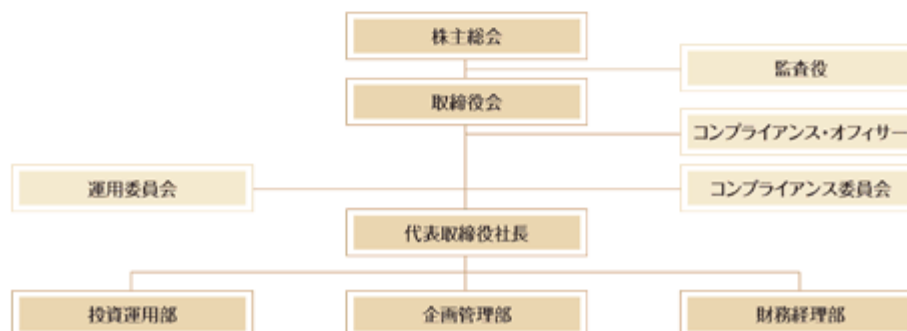 株主総会
監査役
取締役会
コンプライアンス・オフィサー
運用委員会
コンプライアンス委員会
代表取締役社長
投資運用部
企画管理部
財務経理部